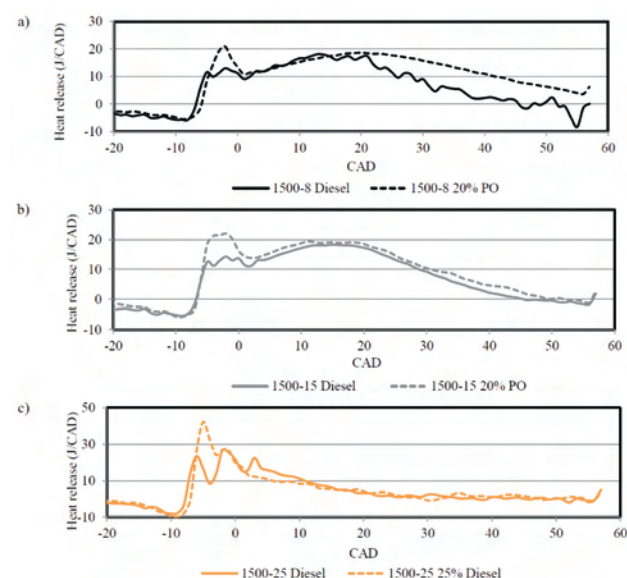 a)
30
20
10
0
-10
Heat release (J/CAD)
-20 -10 0 10 20 30 40 50 60
CAD
1500-8 Diesel 1500-8 20% PO
b)
30
20
10
0
-10
Heat release (J/CAD)
-20 -10 0 10 20 30 40 50 60
CAD
1500-15 Diesel 1500-15 20% PO
c)
50
30
10
-10
Heat release (J/CAD)
-20 -10 0 10 20 30 40 50 60
CAD
1500-25 Diesel 1500-25 25% Diesel